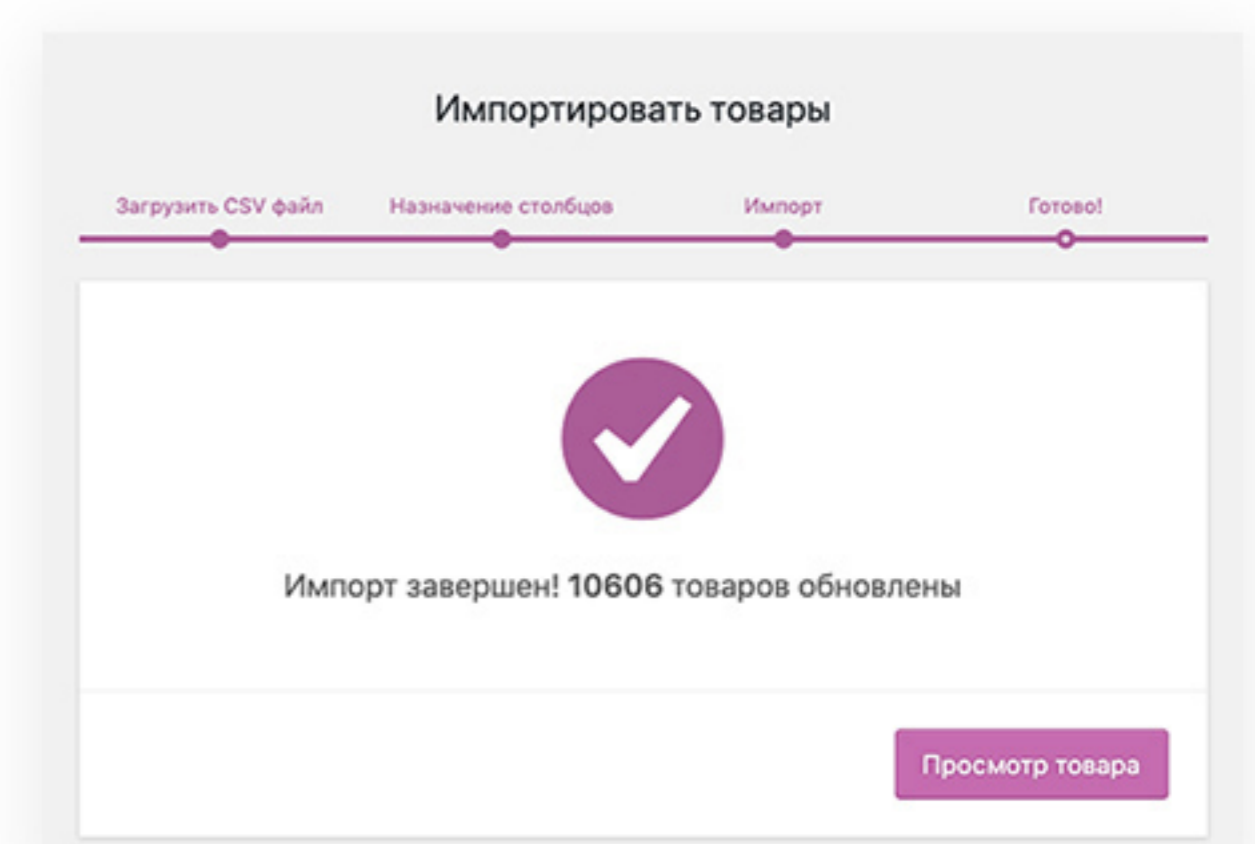 Импортировать товары
Загрузить CSV файл
Назначение столбцов
Импорт
Готово!
Импорт завершен! 10606 товаров обновлены
Просмотр товара